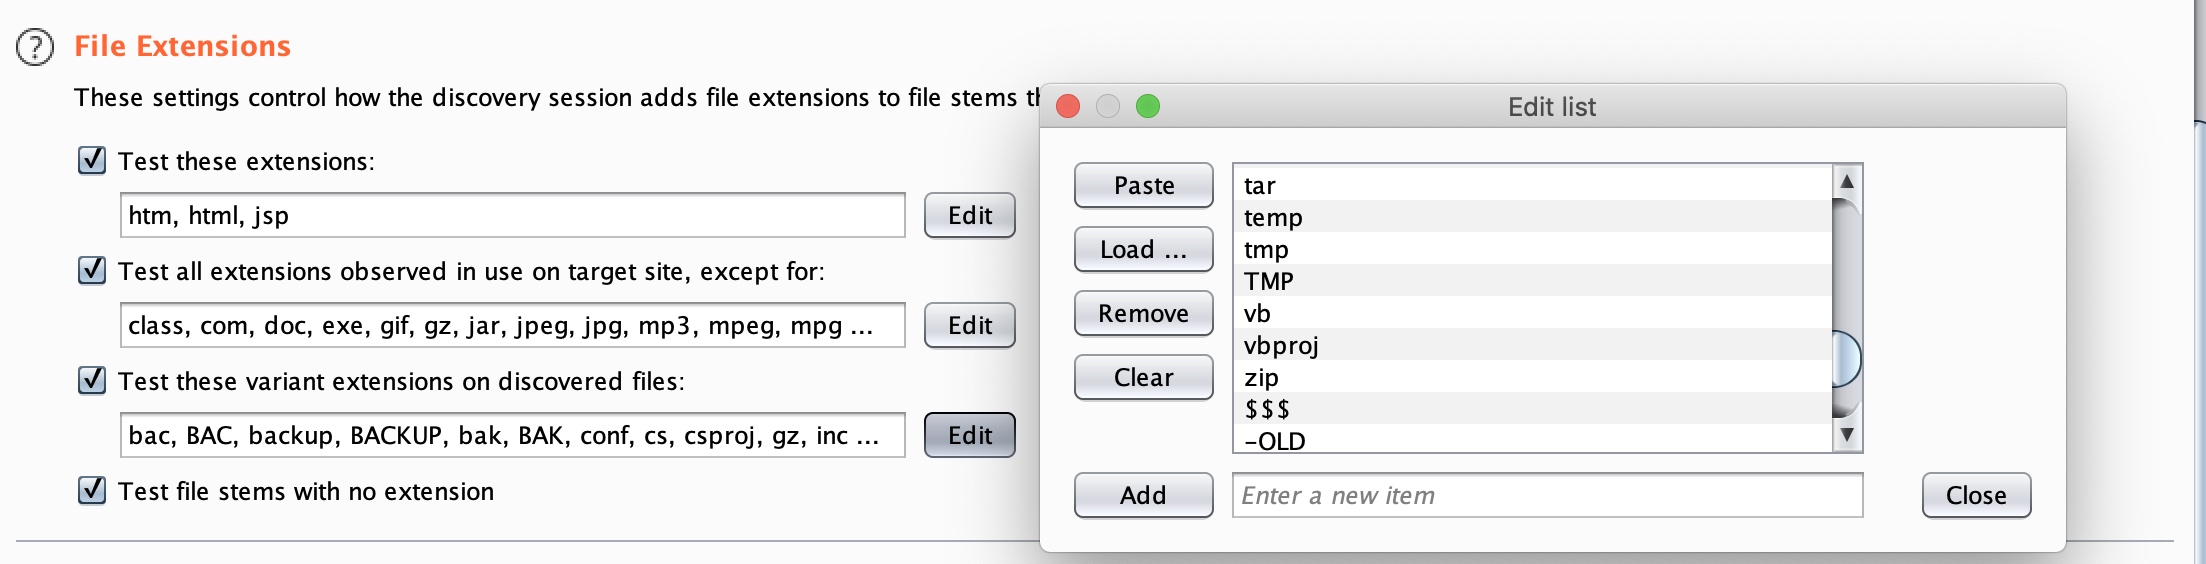 File Extensions
These settings control how the discovery session adds file extensions to file stems
Test these extensions:
htm, html, jsp
Edit
Test all extensions observed in use on target site, except for:
class, com, doc, exe, gif, gz, jar, jpeg, jpg, mp3, mpeg, mpg ...
Edit
Test these variant extensions on discovered files:
bac, BAC, backup, BACKUP, bak, BAK, conf, cs, csproj, gz, inc ...
Edit
Test file stems with no extension
Edit list
Paste
Load ...
Remove
Clear
tar
temp
tmp
TMP
vb
vbproj
zip
$$$
-OLD
Add
Enter a new item
Close